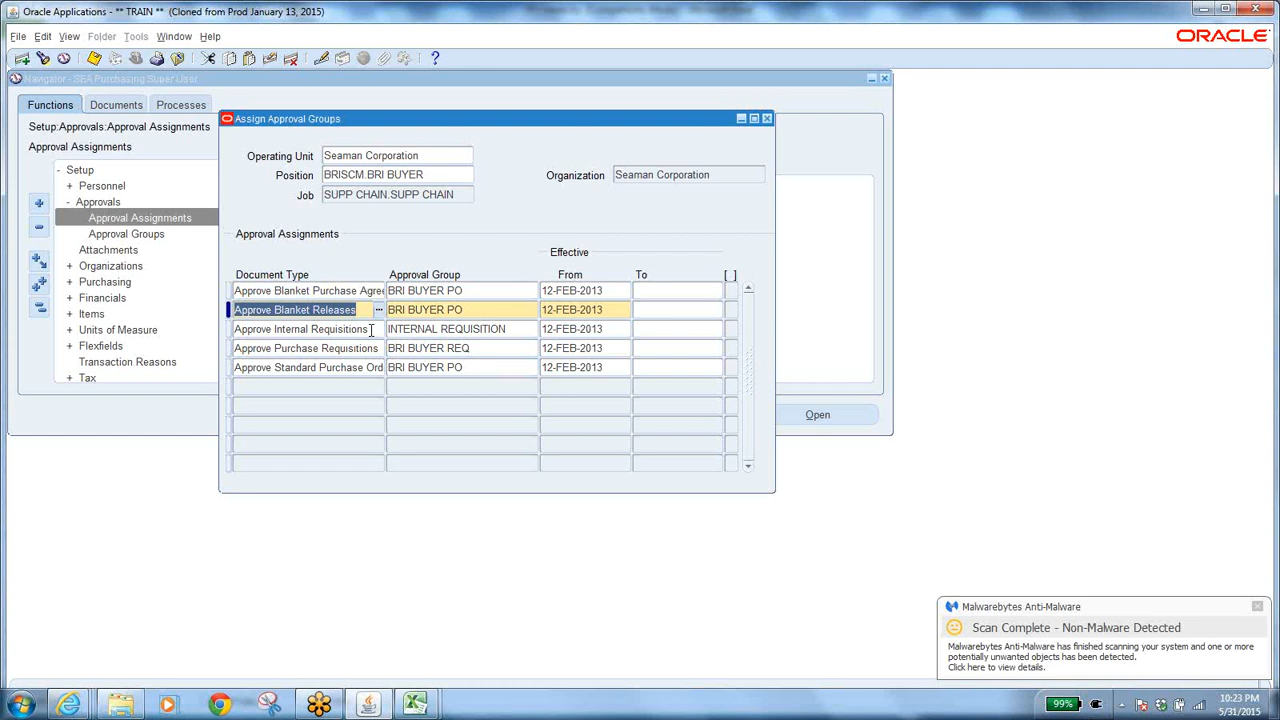 Oracle Applications - ** TRAIN ** (Cloned from Prod January 13, 2015)
File Edit View Folder Tools Window Help
ORACLE
Navigator - SEA Purchasing Super User
Functions Documents Processes
Setup:Approvals:Approval Assignments
Approval Assignments
- Setup
+ Personnel
- Approvals
Approval Assignments
Approval Groups
Attachments
+ Organizations
+ Purchasing
+ Financials
+ Items
+ Units of Measure
+ Flexfields
Transaction Reasons
+ Tax
Open
Assign Approval Groups
Operating Unit Seaman Corporation
Position BRISCM.BRI BUYER Organization Seaman Corporation
Job SUPP CHAIN.SUPP CHAIN
Approval Assignments
Effective
Document Type Approval Group From To [ ]
Approve Blanket Purchase Agree BRI BUYER PO 12-FEB-2013
Approve Blanket Releases ... BRI BUYER PO 12-FEB-2013
Approve Internal Requisitions INTERNAL REQUISITION 12-FEB-2013
Approve Purchase Requisitions BRI BUYER REQ 12-FEB-2013
Approve Standard Purchase Ord BRI BUYER PO 12-FEB-2013
Malwarebytes Anti-Malware
Scan Complete - Non-Malware Detected
Malwarebytes Anti-Malware has finished scanning your system and one or more
potentially unwanted objects has been detected.
Click here to view details.
99%
10:23 PM
5/31/2015